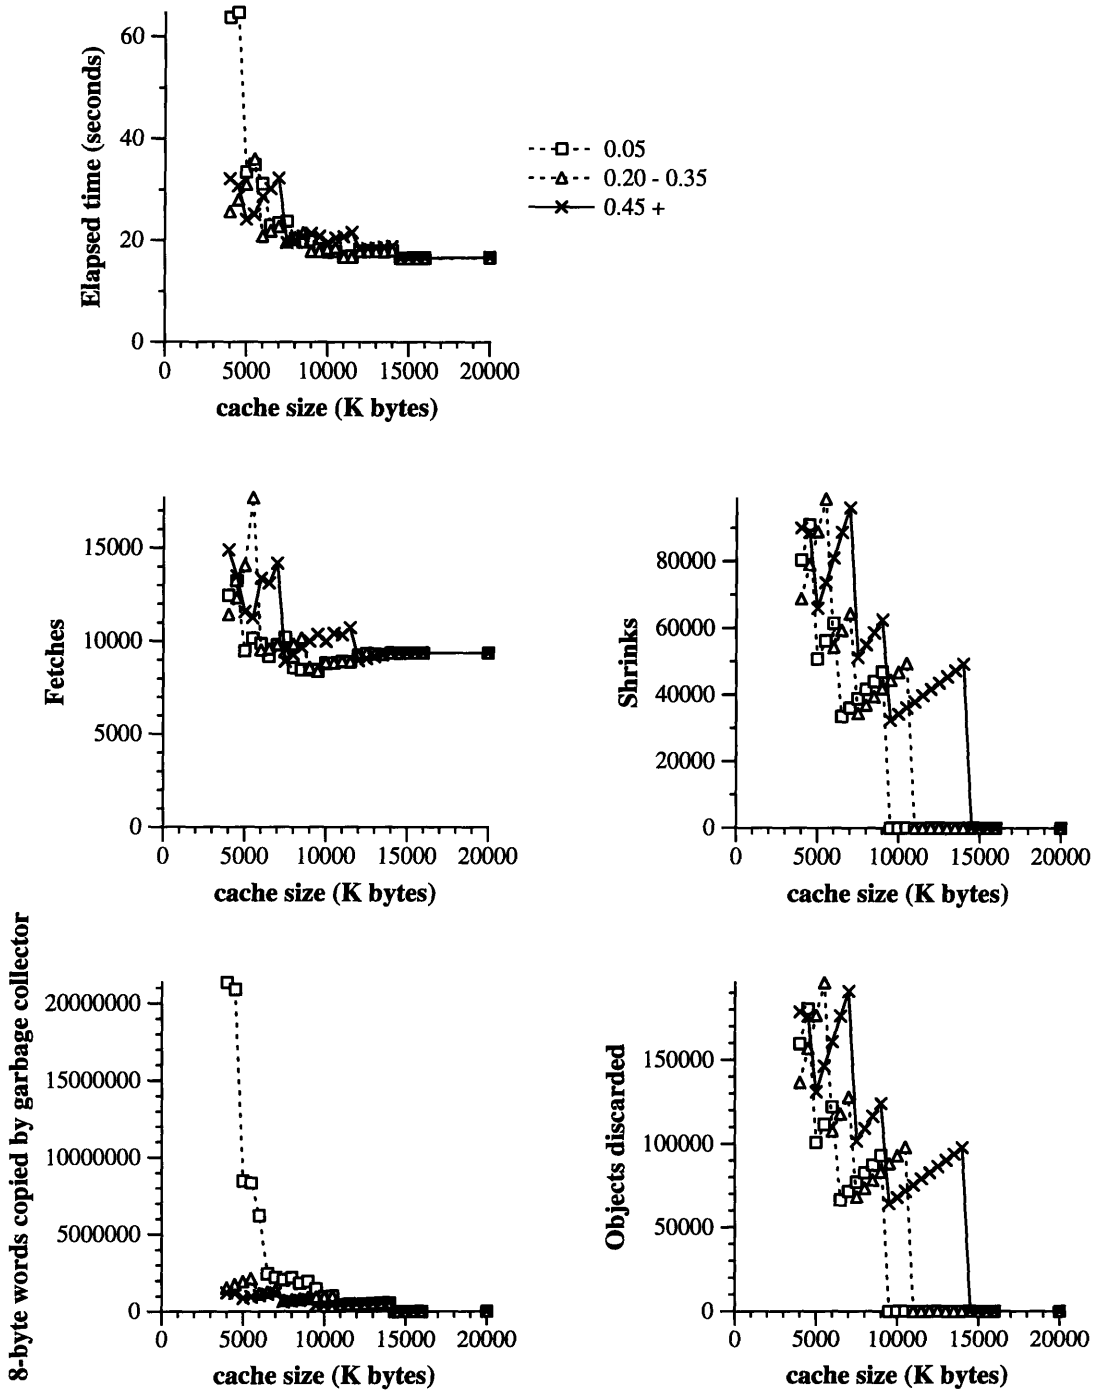 Elapsed time (seconds)
60
40
20
0
0 5000 10000 15000 20000
cache size (K bytes)
0.05
0.20 - 0.35
0.45 +
Fetches
15000
10000
5000
0
0 5000 10000 15000 20000
cache size (K bytes)
Shrinks
80000
60000
40000
20000
0
0 5000 10000 15000 20000
cache size (K bytes)
8-byte words copied by garbage collector
20000000
15000000
10000000
5000000
0
0 5000 10000 15000 20000
cache size (K bytes)
Objects discarded
150000
100000
50000
0
0 5000 10000 15000 20000
cache size (K bytes)